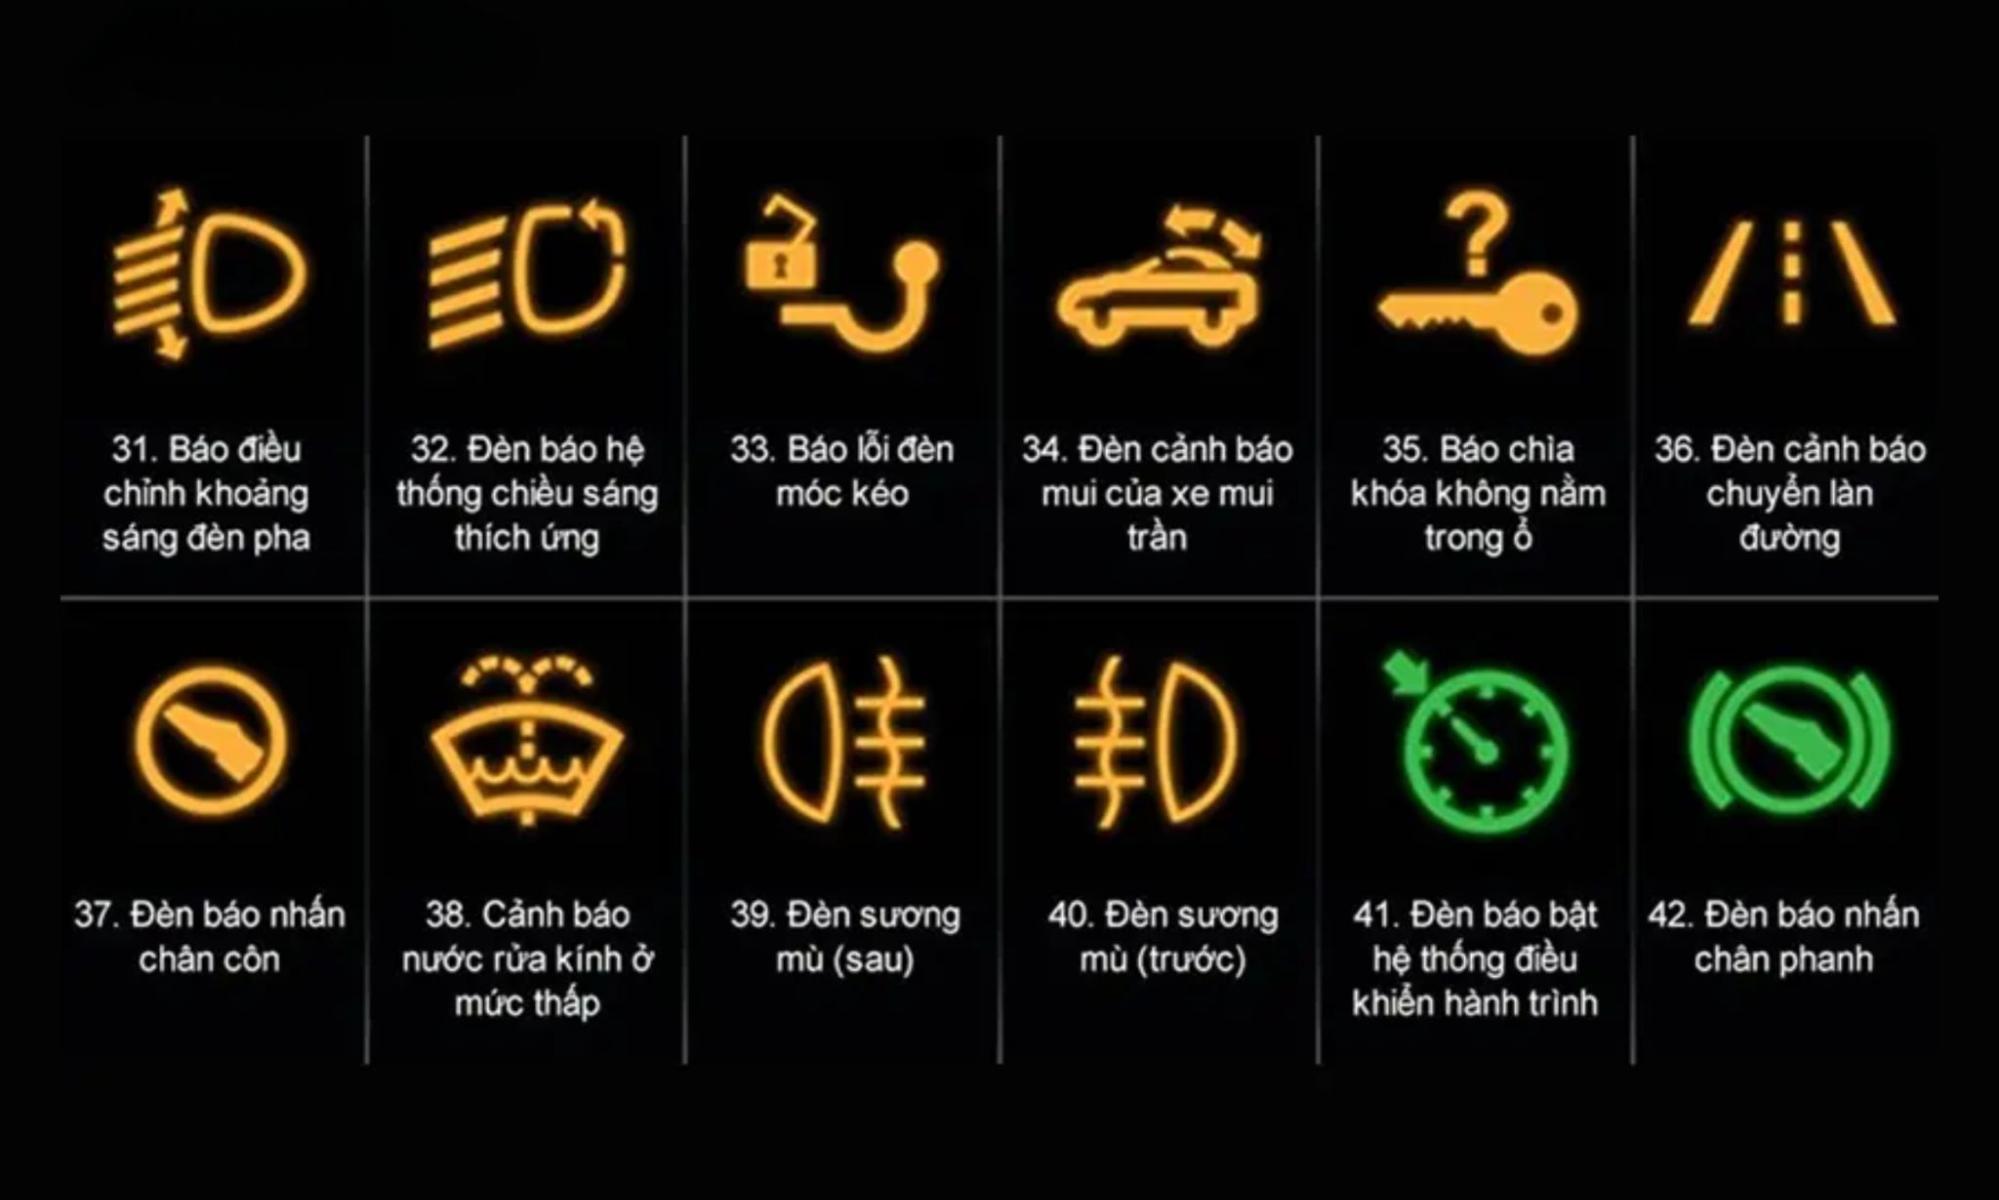 31. Báo điều
chỉnh khoảng
sáng đèn pha
32. Đèn báo hệ
thống chiều sáng
thích ứng
33. Báo lỗi đèn
móc kéo
34. Đèn cảnh báo
mui của xe mui
trần
35. Báo chìa
khóa không nằm
trong ổ
36. Đèn cảnh báo
chuyển làn
đường
37. Đèn báo nhấn
chân côn
38. Cảnh báo
nước rửa kính ở
mức thấp
39. Đèn sương
mù (sau)
40. Đèn sương
mù (trước)
41. Đèn báo bật
hệ thống điều
khiển hành trình
42. Đèn báo nhấn
chân phanh